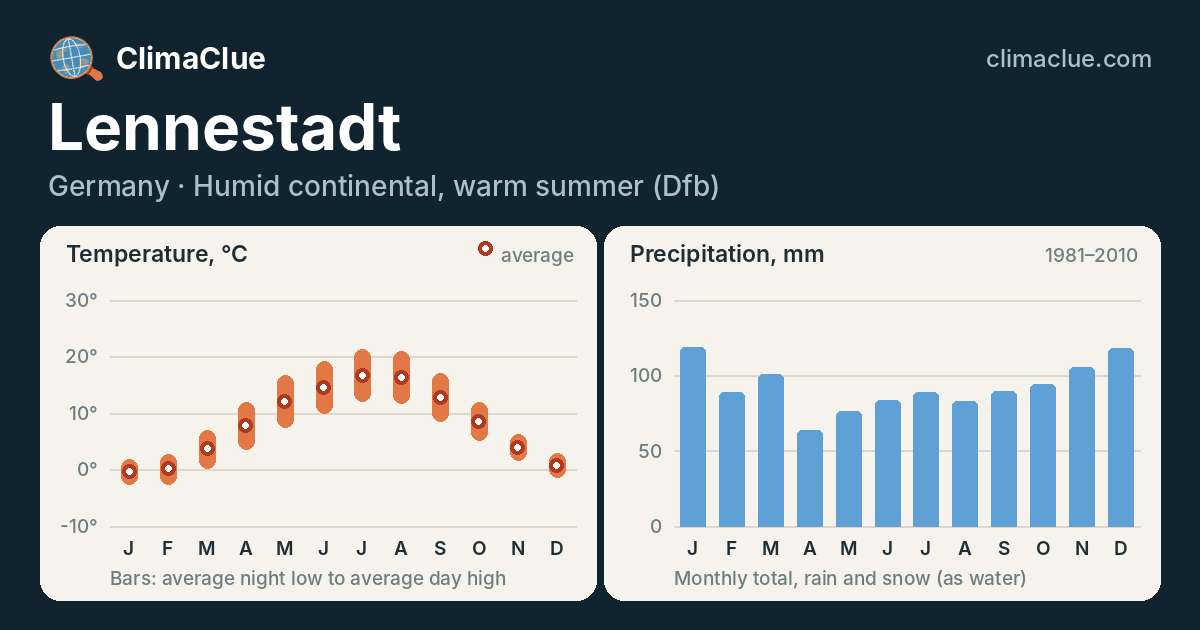 ClimaClue
climaclue.com
Lennestadt
Germany · Humid continental, warm summer (Dfb)
Temperature, °C
average
30°
20°
10°
0°
-10°
J F M A M J J A S O N D
Bars: average night low to average day high
Precipitation, mm
1981–2010
150
100
50
0
J F M A M J J A S O N D
Monthly total, rain and snow (as water)